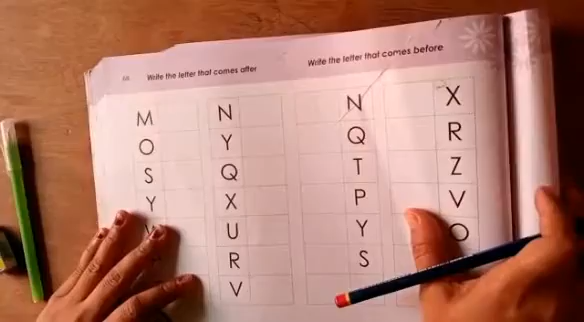 Write the letter that comes after
M N
O Y
S Q
Y X
U
R
V
Write the letter that comes before
N X
Q R
T Z
P V
Y O
S